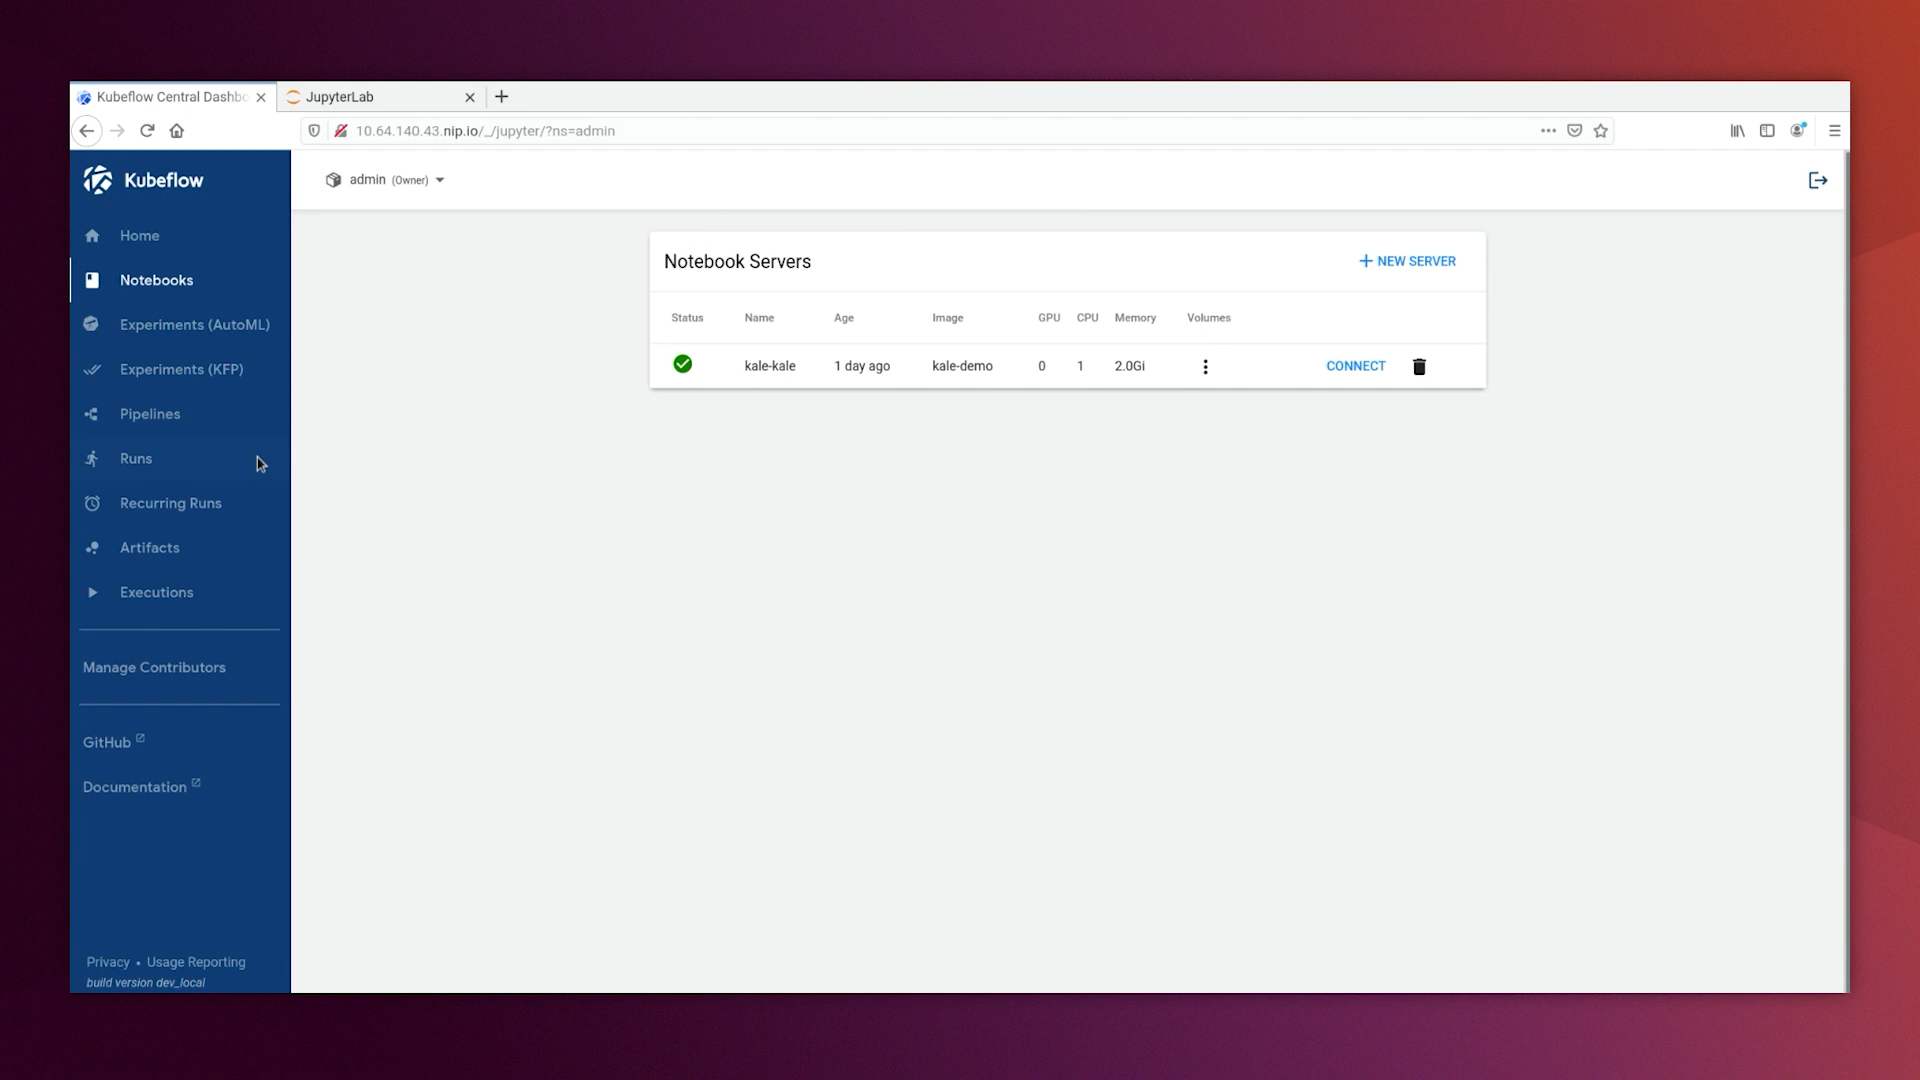 Kubeflow Central Dashbo
JupyterLab
10.64.140.43.nip.io/_/jupyter/?ns=admin
Kubeflow
admin (Owner)
Home
Notebooks
Experiments (AutoML)
Experiments (KFP)
Pipelines
Runs
Recurring Runs
Artifacts
Executions
Manage Contributors
GitHub
Documentation
Privacy • Usage Reporting
build version dev_local
Notebook Servers
+ NEW SERVER
Status Name Age Image GPU CPU Memory Volumes
kale-kale 1 day ago kale-demo 0 1 2.0Gi CONNECT